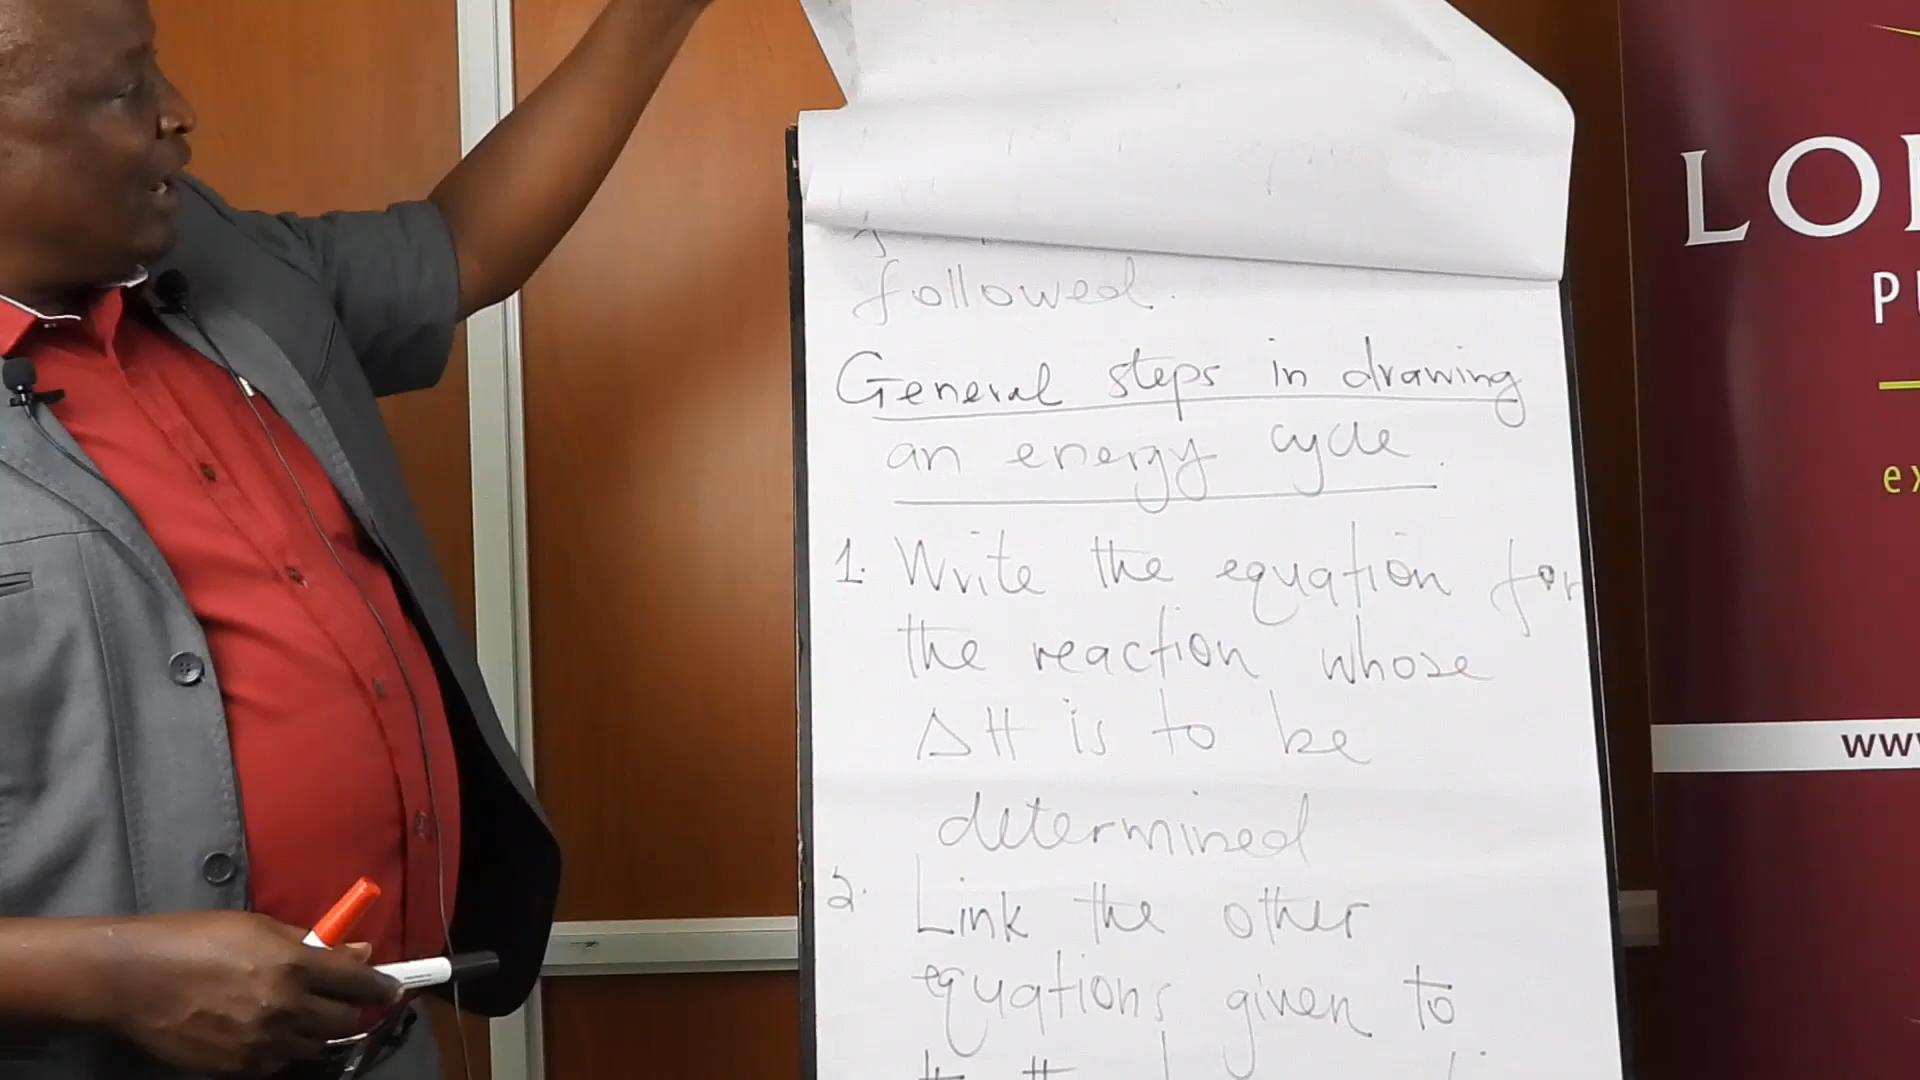 followed.
General steps in drawing
an energy cycle.
1. Write the equation for
the reaction whose
ΔH is to be
determined
2. Link the other
equations given to
LO
P
ex
www